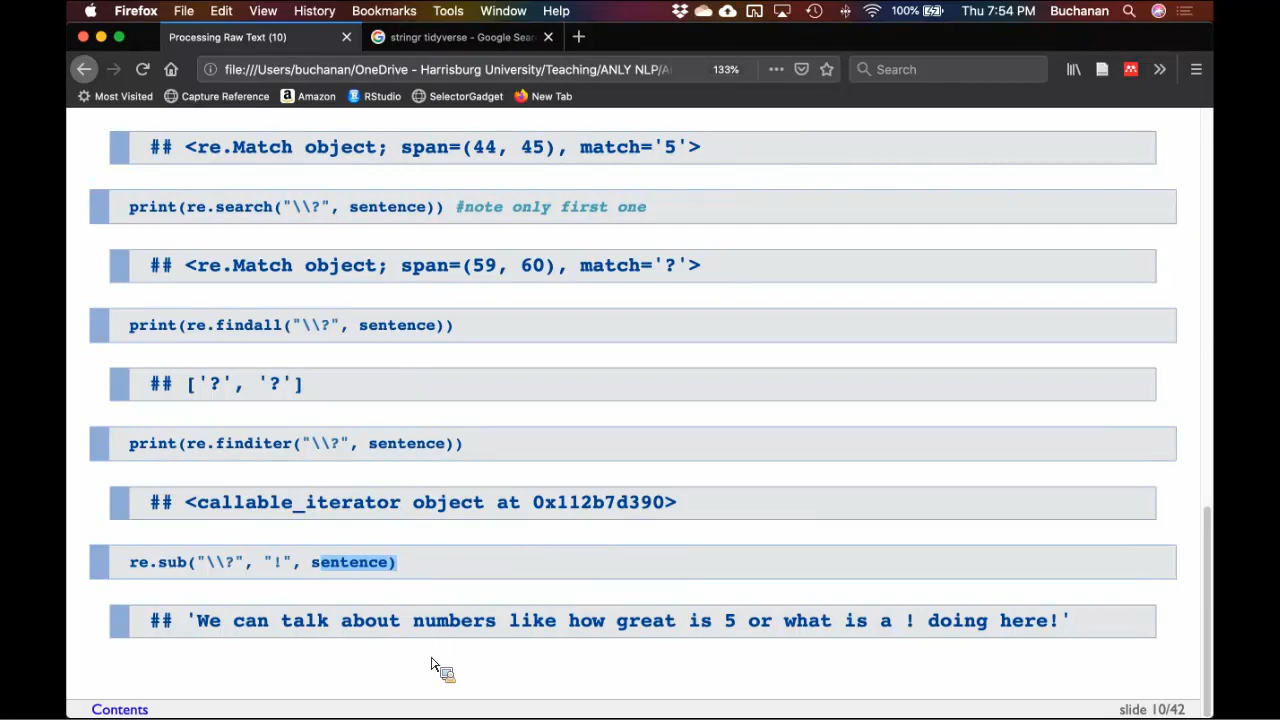 Firefox File Edit View History Bookmarks Tools Window Help 100% Thu 7:54 PM Buchanan
Processing Raw Text (10) stringr tidyverse - Google Sear
file:///Users/buchanan/OneDrive - Harrisburg University/Teaching/ANLY NLP/A 133% Search
Most Visited Capture Reference Amazon RStudio SelectorGadget New Tab
## <re.Match object; span=(44, 45), match='5'>
print(re.search("\\?", sentence)) #note only first one
## <re.Match object; span=(59, 60), match='?'>
print(re.findall("\\?", sentence))
## ['?', '?']
print(re.finditer("\\?", sentence))
## <callable_iterator object at 0x112b7d390>
re.sub("\\?", "!", sentence)
## 'We can talk about numbers like how great is 5 or what is a ! doing here!'
Contents slide 10/42